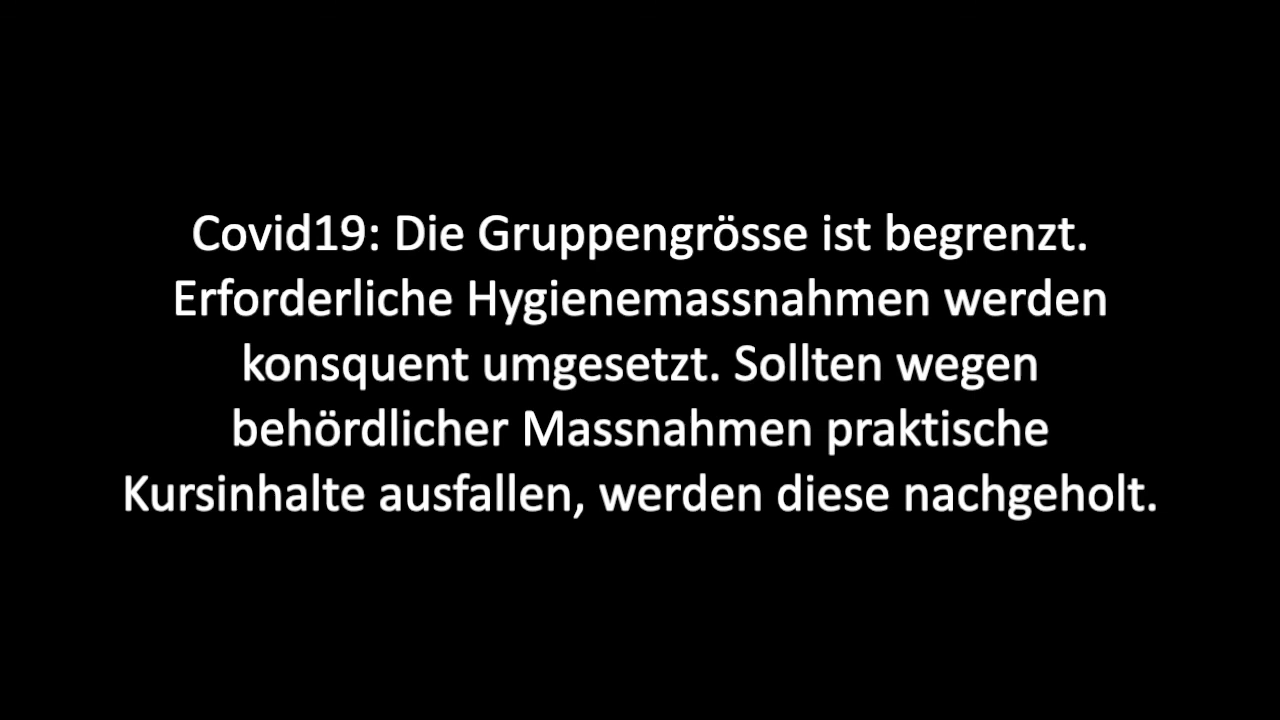 Covid19: Die Gruppengrösse ist begrenzt.
Erforderliche Hygienemassnahmen werden
konsquent umgesetzt. Sollten wegen
behördlicher Massnahmen praktische
Kursinhalte ausfallen, werden diese nachgeholt.